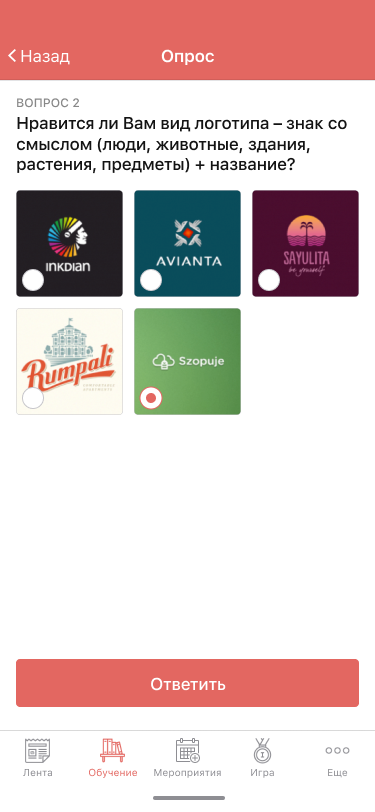 Назад
Опрос
ВОПРОС 2
Нравится ли Вам вид логотипа – знак со
смыслом (люди, животные, здания,
растения, предметы) + название?
INKDIAN
AVIANTA
SAYULITA
be yourself
Rumpali
Szopuje
Ответить
Лента
Обучение
Мероприятия
Игра
Еще